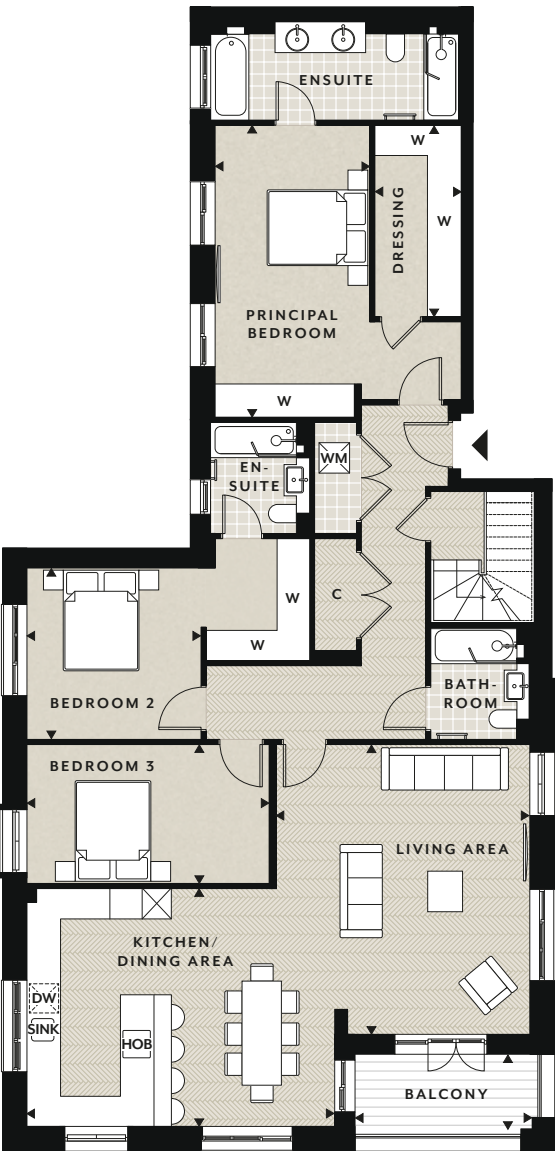 ENSUITE
W
DRESSING
W
PRINCIPAL
BEDROOM
W
WM
EN-
SUITE
C
W
W
BEDROOM 2
BATH-
ROOM
BEDROOM 3
LIVING AREA
KITCHEN/
DINING AREA
DW
SINK
HOB
BALCONY